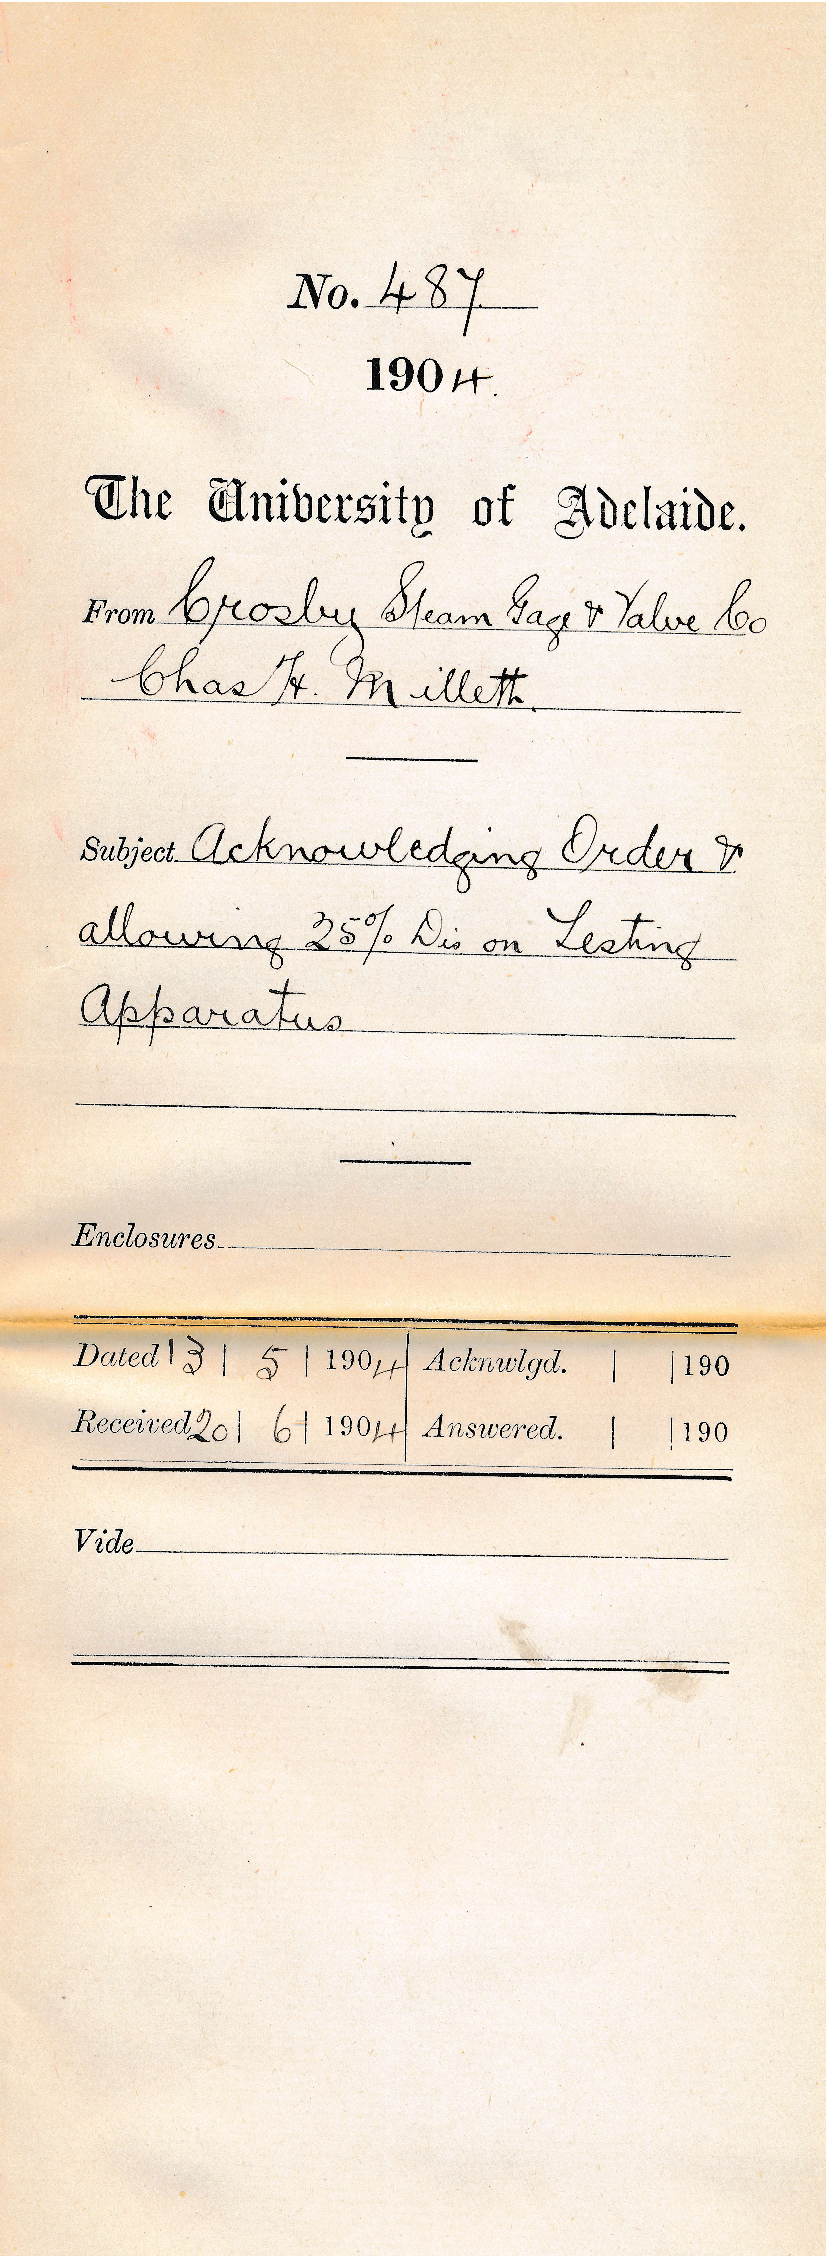 No. 487
1904.
The University of Adelaide.
From Crosby Steam Gage & Valve Co
Chas H. Millett.
Subject Acknowledging Order &
allowing 25% Dis on Testing
Apparatus
Enclosures
Dated 13 | 5 | 1904 Acknwlgd. | | 190
Received 20 | 6 | 1904 Answered. | | 190
Vide